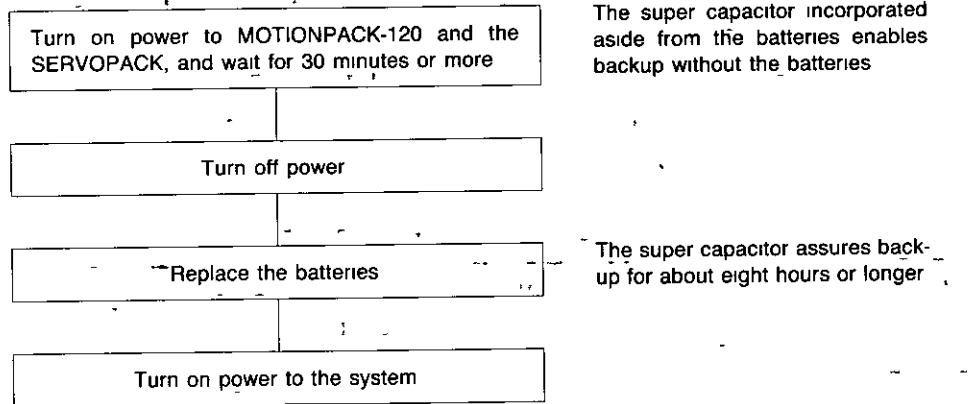 Turn on power to MOTIONPACK-120 and the
SERVOPACK, and wait for 30 minutes or more
The super capacitor incorporated
aside from the batteries enables
backup without the batteries
Turn off power
Replace the batteries
The super capacitor assures back-
up for about eight hours or longer
Turn on power to the system